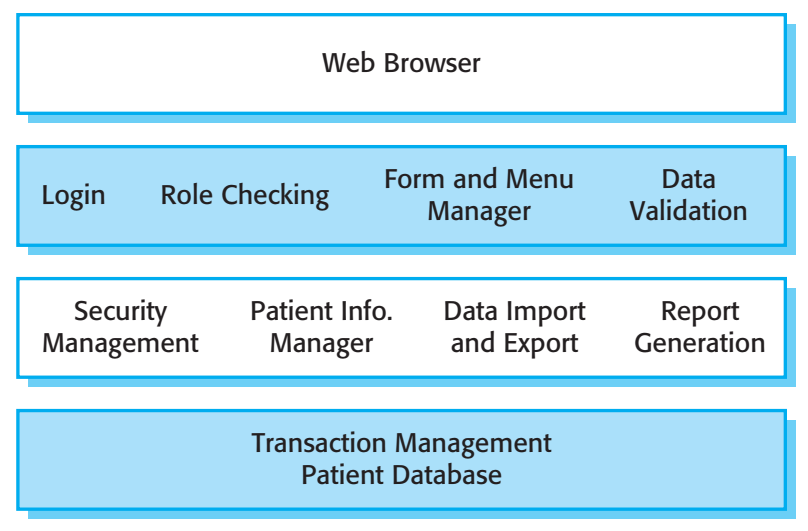 Web Browser
Login
Role Checking
Form and Menu
Manager
Data
Validation
Security
Management
Patient Info.
Manager
Data Import
and Export
Report
Generation
Transaction Management
Patient Database